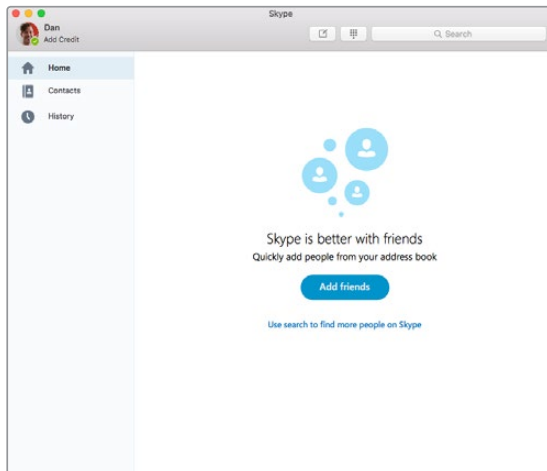 Skype
Dan
Add Credit
Search
Home
Contacts
History
Skype is better with friends
Quickly add people from your address book
Add friends
Use search to find more people on Skype